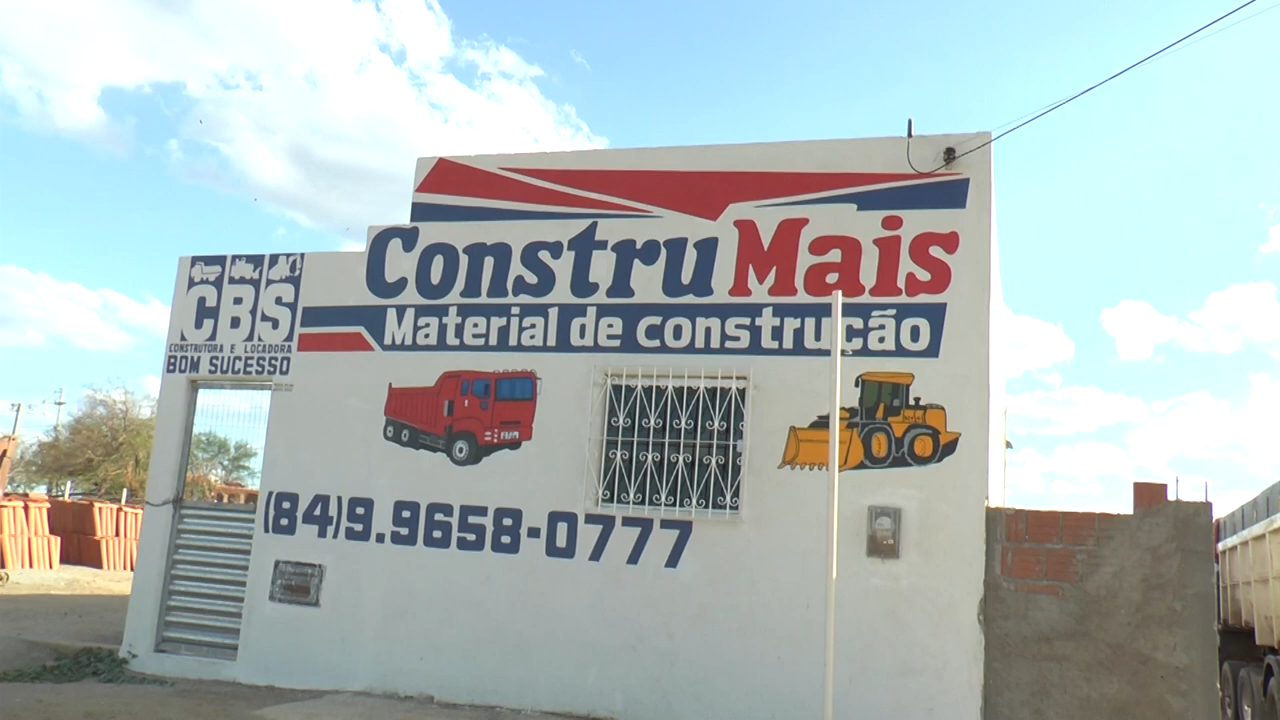 ConstruMais
Material de construção
CBS
CONSTRUTORA E LOCADORA
BOM SUCESSO
(84)9.9658-0777